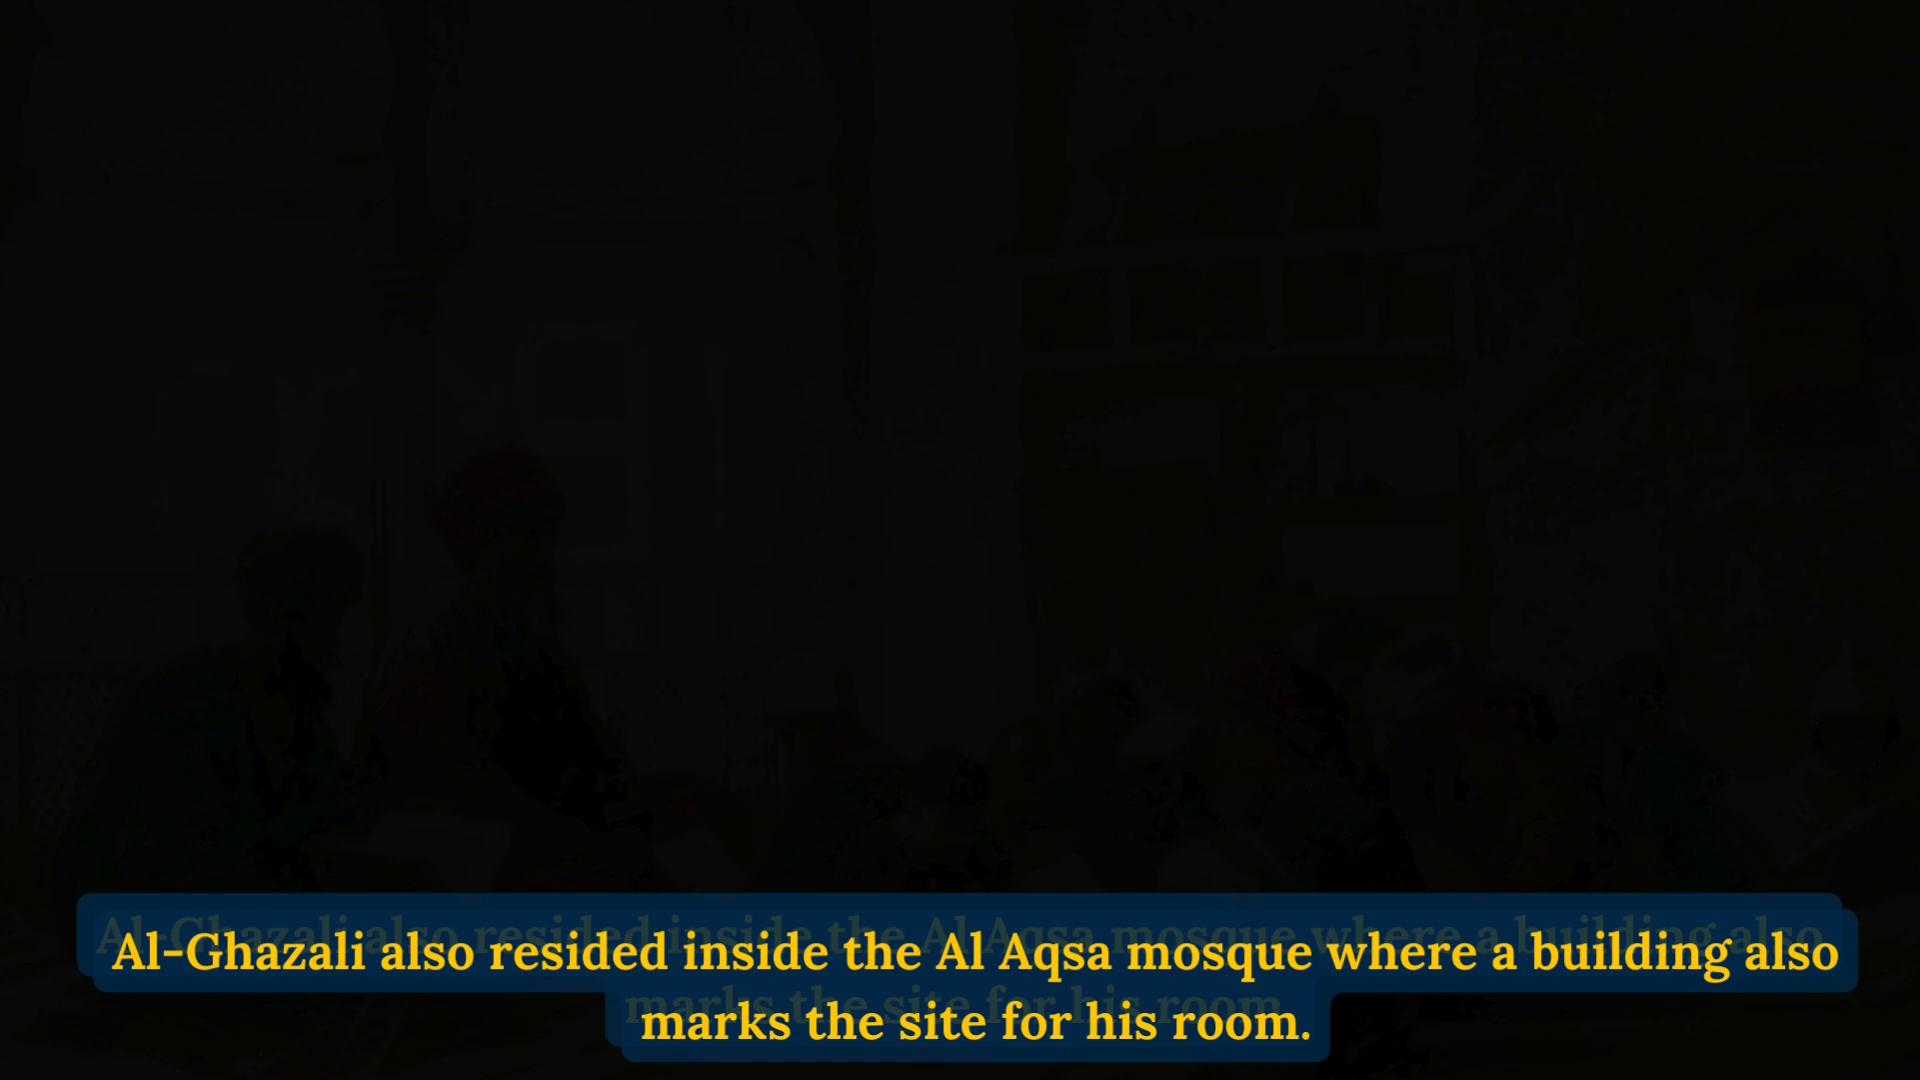 Al-Ghazali also resided inside the Al Aqsa mosque where a building also
marks the site for his room.